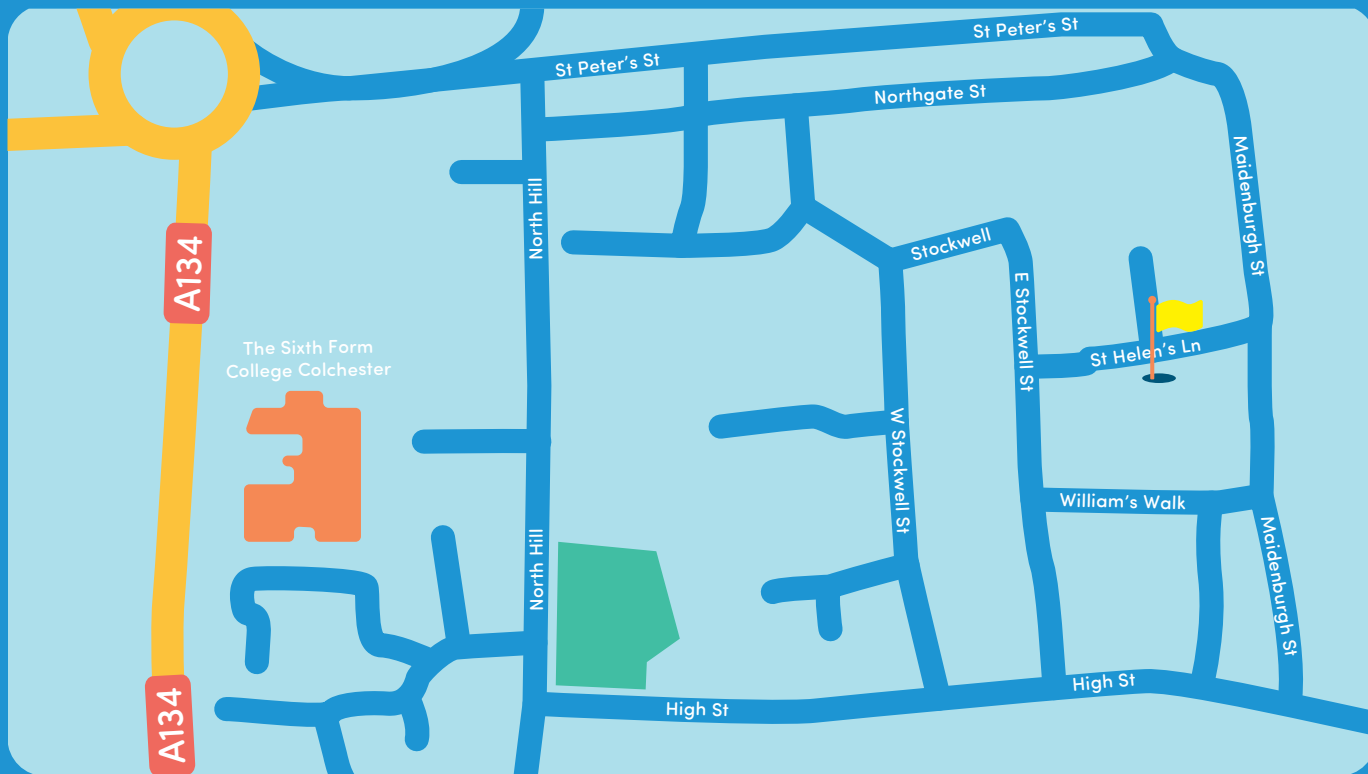 St Peter's St
St Peter's St
Northgate St
Maidenburgh St
North Hill
A134
Stockwell
E Stockwell St
St Helen's Ln
The Sixth Form
College Colchester
W Stockwell St
William's Walk
North Hill
Maidenburgh St
High St
High St
A134